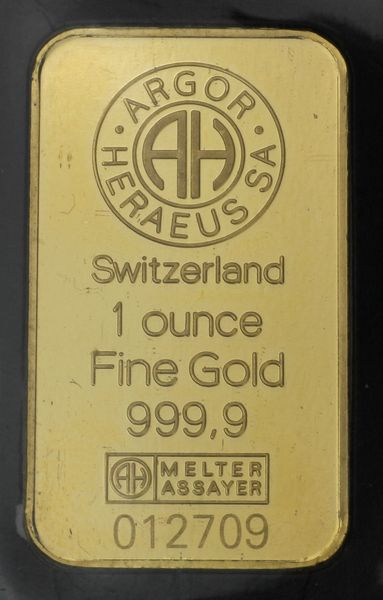 · ARGOR ·
HERAEUS SA
AH
Switzerland
1 ounce
Fine Gold
999,9
AH MELTER
ASSAYER
012709